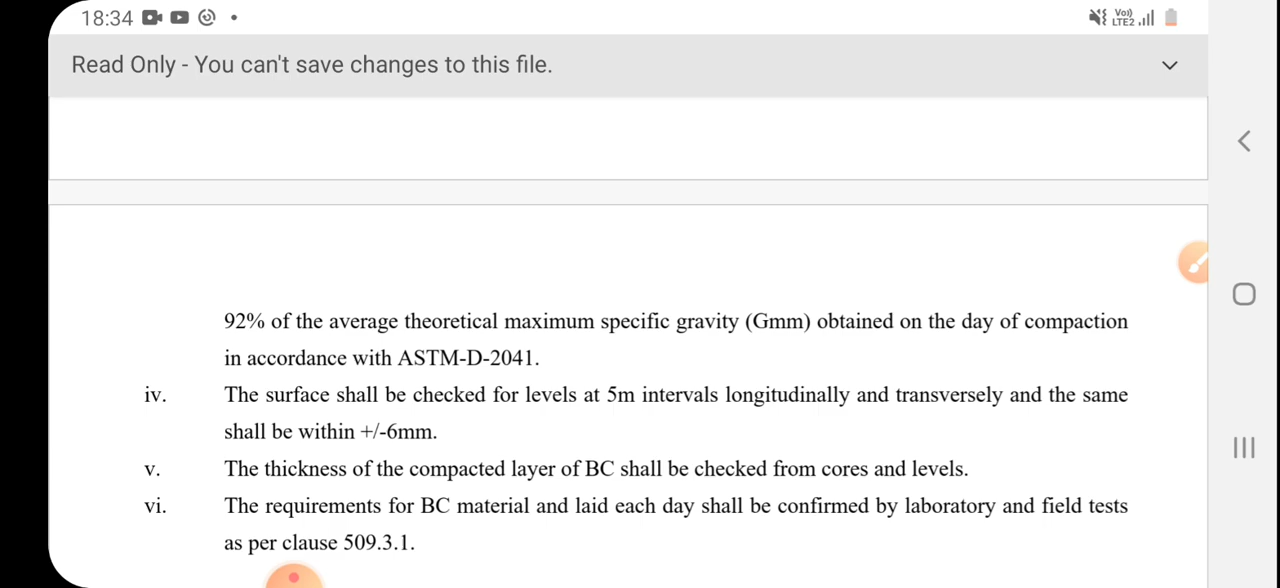 18:34
Vo))
LTE2
Read Only - You can't save changes to this file.
92% of the average theoretical maximum specific gravity (Gmm) obtained on the day of compaction
in accordance with ASTM-D-2041.
iv. The surface shall be checked for levels at 5m intervals longitudinally and transversely and the same
shall be within +/-6mm.
v. The thickness of the compacted layer of BC shall be checked from cores and levels.
vi. The requirements for BC material and laid each day shall be confirmed by laboratory and field tests
as per clause 509.3.1.